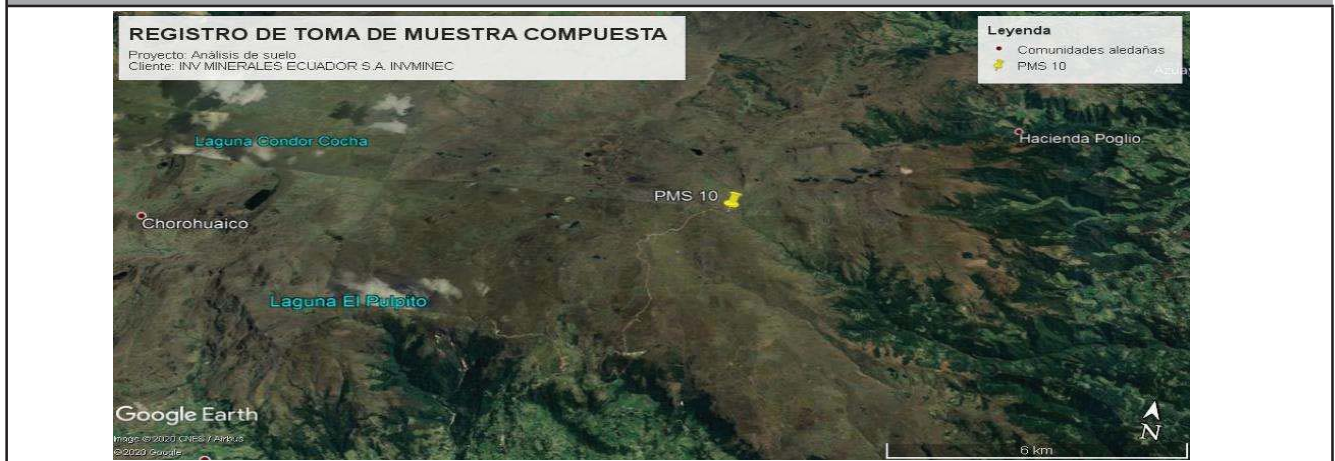 REGISTRO DE TOMA DE MUESTRA COMPUESTA
Proyecto: Análisis de suelo
Cliente: INV MINERALES ECUADOR S.A. INVMINEC
Leyenda
Comunidades aledañas
PMS 10
Azuay
Laguna Condor Cocha
Hacienda Poglio
PMS 10
Chorohuaico
Laguna El Pulpito
Google Earth
Image © 2020 CNES / Airbus
© 2020 Google
N
6 km